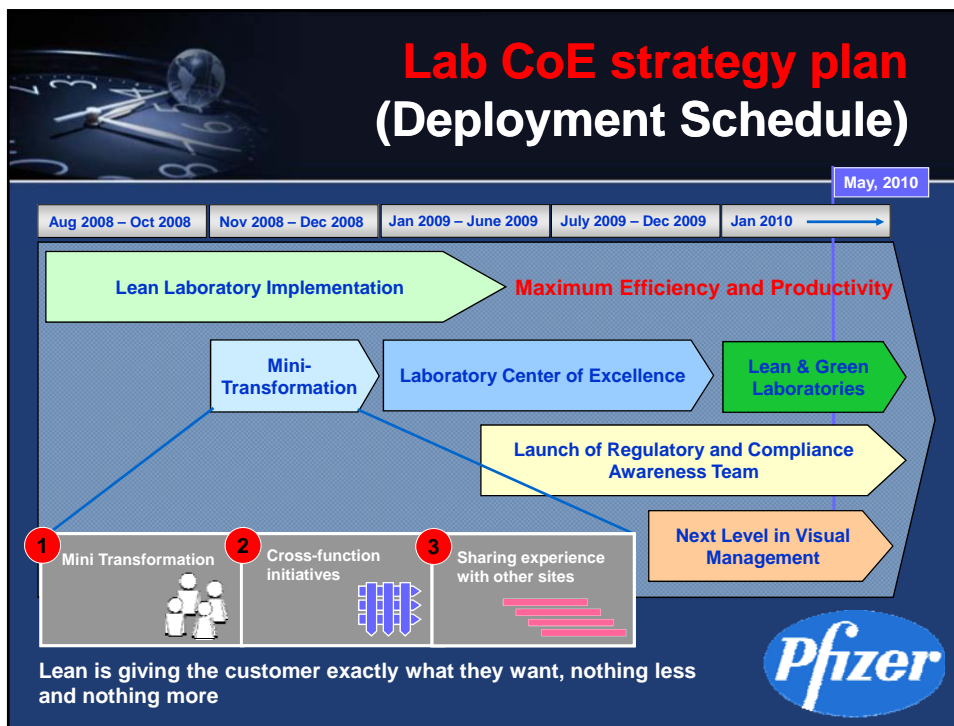 Lab CoE strategy plan
(Deployment Schedule)
May, 2010
Aug 2008 – Oct 2008
Nov 2008 – Dec 2008
Jan 2009 – June 2009
July 2009 – Dec 2009
Jan 2010
Lean Laboratory Implementation
Maximum Efficiency and Productivity
Mini-
Transformation
Laboratory Center of Excellence
Lean & Green
Laboratories
Launch of Regulatory and Compliance
Awareness Team
Next Level in Visual
Management
1
Mini Transformation
2
Cross-function
initiatives
3
Sharing experience
with other sites
Lean is giving the customer exactly what they want, nothing less
and nothing more
Pfizer